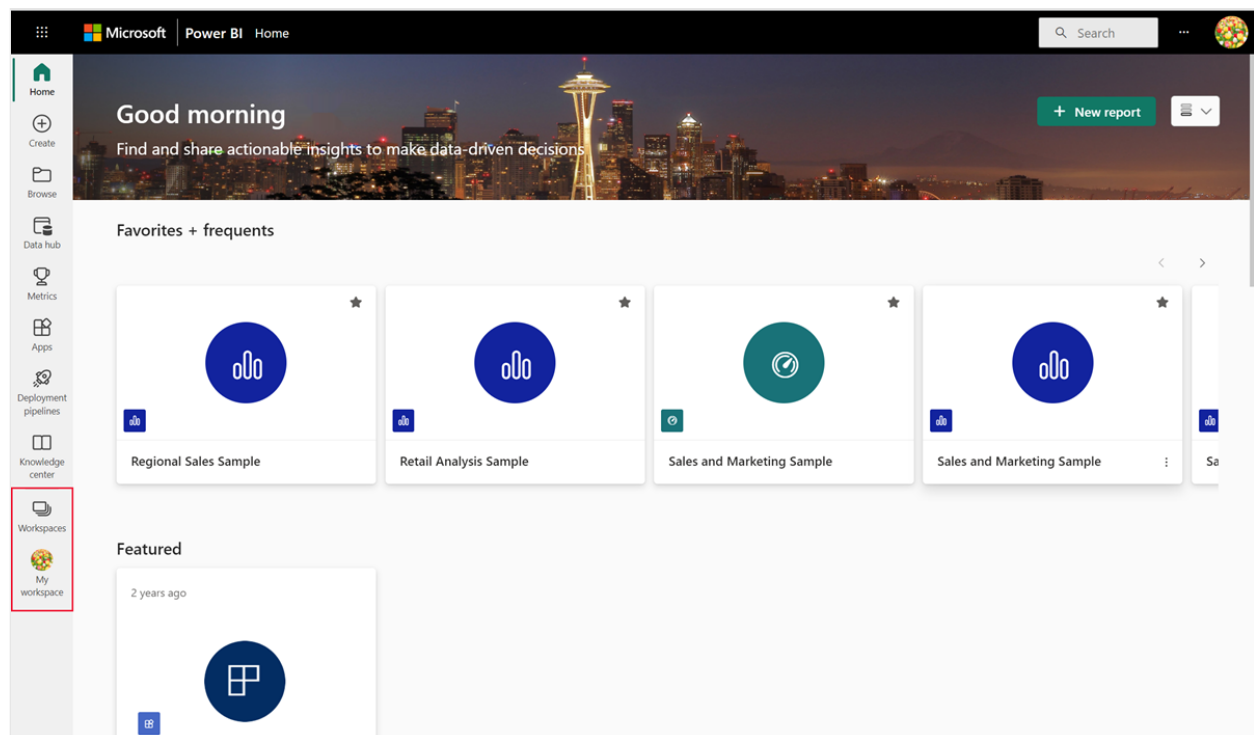 Microsoft Power BI Home
Search
Home
Create
Browse
Data hub
Metrics
Apps
Deployment
pipelines
Knowledge
center
Workspaces
My
workspace
Good morning
Find and share actionable insights to make data-driven decisions
+ New report
Favorites + frequents
Regional Sales Sample
Retail Analysis Sample
Sales and Marketing Sample
Sales and Marketing Sample
Sa
Featured
2 years ago